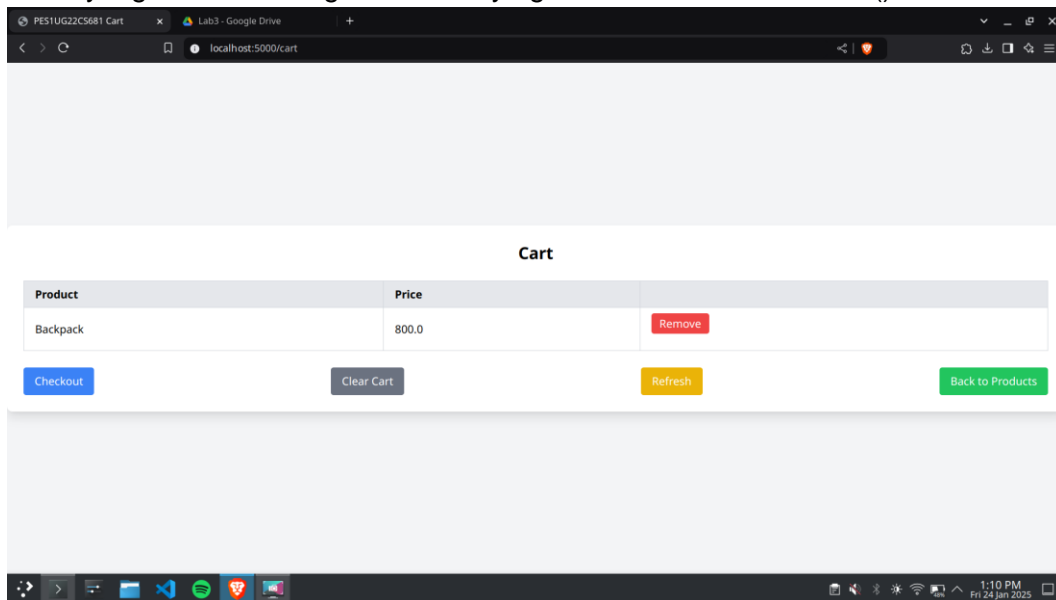 PES1UG22CS681 Cart
Lab3 - Google Drive
localhost:5000/cart
Cart
Product Price
Backpack 800.0 Remove
Checkout Clear Cart Refresh Back to Products
1:10 PM
Fri 24 Jan 2025